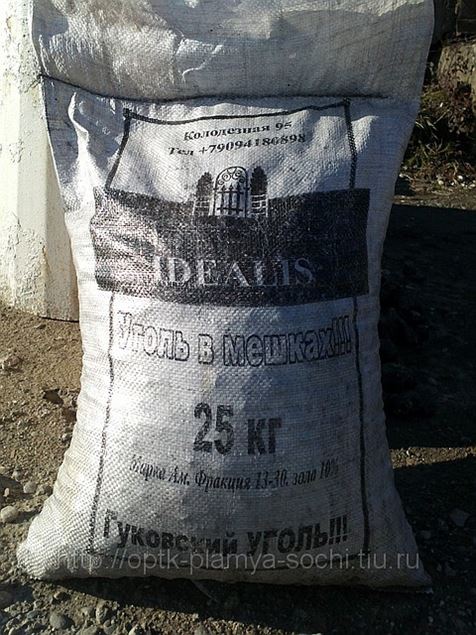 Колодезная 95
Тел +79094186898
IDEALIS
Уголь в мешках!!!
25 кг
Марка Ам. Фракция 13-30. зола 10%
Гуковский УГОЛЬ!!!
http://optk-plamya-sochi.tiu.ru